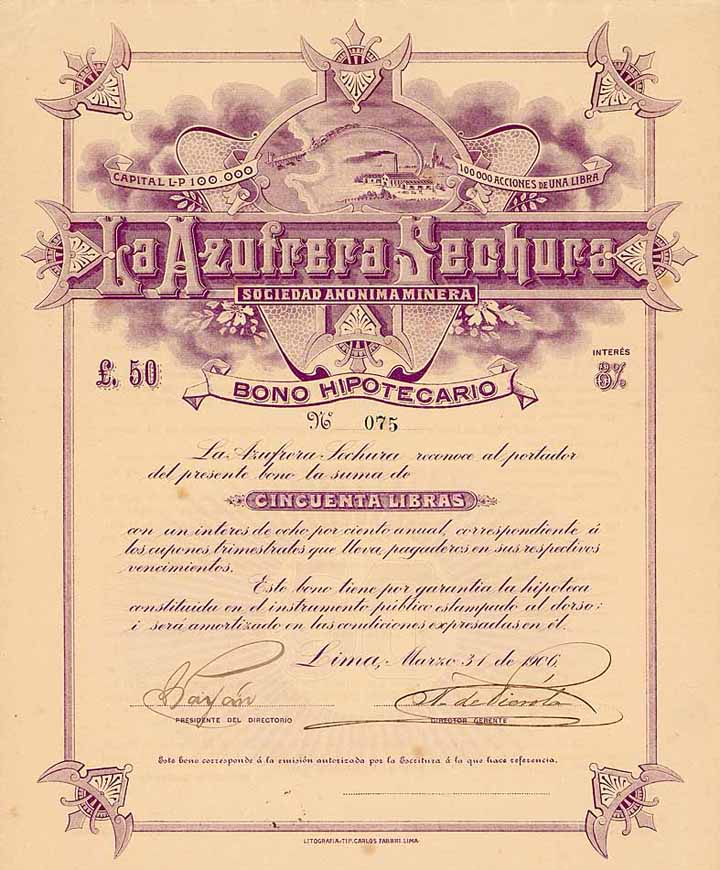 CAPITAL LP 100.000
100000 ACCIONES DE UNA LIBRA
La Azufrera Sechura
SOCIEDAD ANONIMA MINERA
£. 50
INTERÉS
8%
BONO HIPOTECARIO
Nº 075
La Azufrera Sechura reconoce al portador
del presente bono la suma de
CINCUENTA LIBRAS
con un interes de ocho por ciento anual, correspondiente á
los cupones trimestrales que lleva pagaderos en sus respectivos
vencimientos.
Este bono tiene por garantia la hipoteca
constituida en el instrumento público estampado al dorso;
i será amortizado en las condiciones expresadas en él.
Lima, Marzo 31 de 1906.
N. de Piérola
PRESIDENTE DEL DIRECTORIO
DIRECTOR GERENTE
Este bono corresponde á la emisión autorizada por la Escritura á la que hace referencia.
LITOGRAFIA-TIP. CARLOS FABBRI. LIMA.